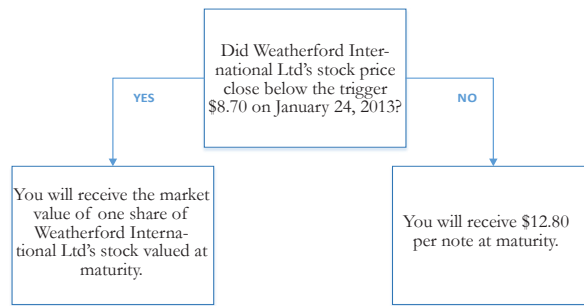 Did Weatherford Inter-
national Ltd's stock price
close below the trigger
$8.70 on January 24, 2013?
YES
NO
You will receive the market
value of one share of
Weatherford Interna-
tional Ltd's stock valued at
maturity.
You will receive $12.80
per note at maturity.